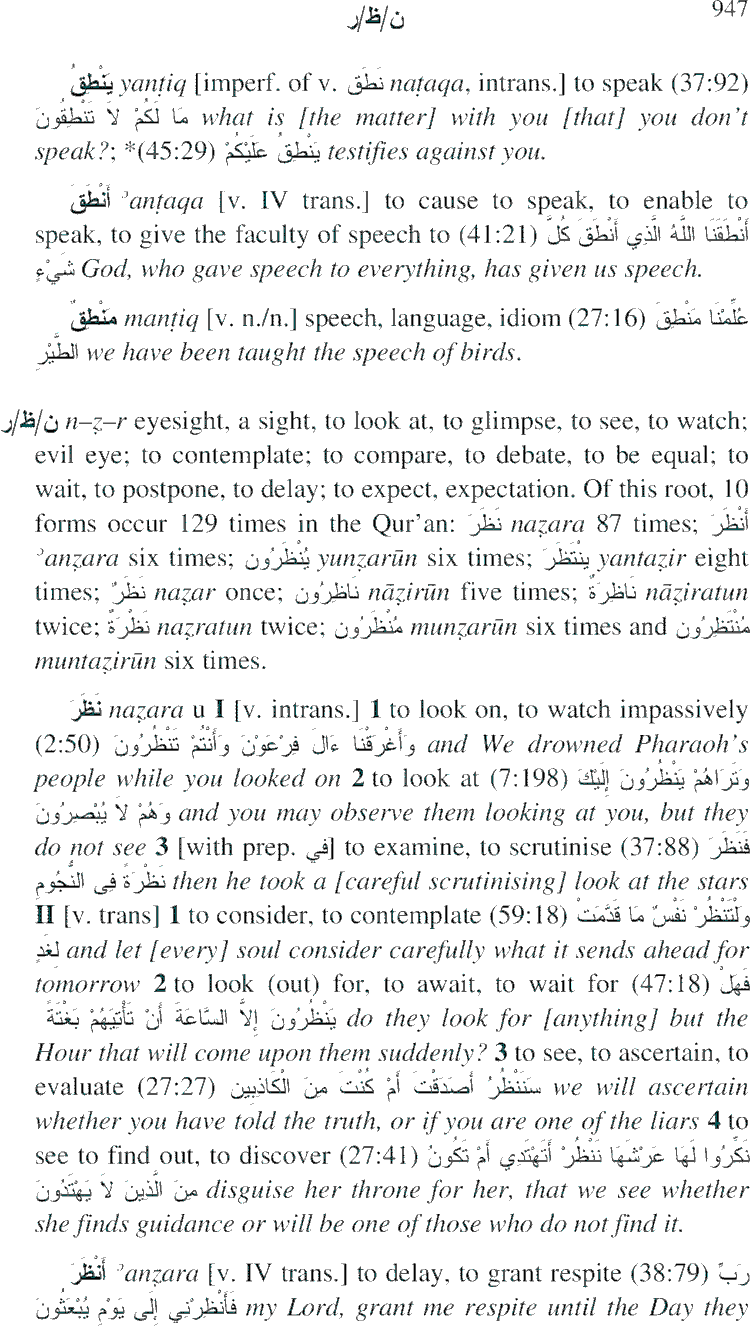 ن/ظ/ر 947
يَنْطِقُ yanṭiq [imperf. of v. نَطَقَ naṭaqa, intrans.] to speak (37:92)
مَا لَكُمْ لاَ تَنْطِقُونَ what is [the matter] with you [that] you don't
speak?; *(45:29) يَنْطِقُ عَلَيْكُمْ testifies against you.
أَنْطَقَ ʾanṭaqa [v. IV trans.] to cause to speak, to enable to
speak, to give the faculty of speech to (41:21) أَنْطَقَنَا اللَّهُ الَّذِي أَنْطَقَ كُلَّ
شَيْءٍ God, who gave speech to everything, has given us speech.
مَنْطِقٌ manṭiq [v. n./n.] speech, language, idiom (27:16) عُلِّمْنَا مَنْطِقَ
الطَّيْرِ we have been taught the speech of birds.
ن/ظ/ر n–ẓ–r eyesight, a sight, to look at, to glimpse, to see, to watch;
evil eye; to contemplate; to compare, to debate, to be equal; to
wait, to postpone, to delay; to expect, expectation. Of this root, 10
forms occur 129 times in the Qur'an: نَظَرَ naẓara 87 times; أَنْظَرَ
ʾanẓara six times; يُنْظَرُون yunẓarūn six times; يَنْتَظَرَ yantaẓir eight
times; نَظَرٌ naẓar once; نَاظِرُون nāẓirūn five times; نَاظِرَةٌ nāẓiratun
twice; نَظْرَةٌ naẓratun twice; مُنْظَرُون munẓarūn six times and مُنْتَظِرُون
muntaẓirūn six times.
نَظَرَ naẓara u I [v. intrans.] 1 to look on, to watch impassively
(2:50) وَأَغْرَقْنَا ءَالَ فِرْعَوْنَ وَأَنْتُمْ تَنْظُرُونَ and We drowned Pharaoh's
people while you looked on 2 to look at (7:198) وَتَرَاهُمْ يَنْظُرُونَ إِلَيْكَ
وَهُمْ لاَ يُبْصِرُونَ and you may observe them looking at you, but they
do not see 3 [with prep. فِي] to examine, to scrutinise (37:88) فَنَظَرَ
نَظْرَةً فِى النُّجُومِ then he took a [careful scrutinising] look at the stars
II [v. trans] 1 to consider, to contemplate (59:18) وَلْتَنْظُرْ نَفْسٌ مَا قَدَّمَتْ
لِغَدٍ and let [every] soul consider carefully what it sends ahead for
tomorrow 2 to look (out) for, to await, to wait for (47:18) فَهَلْ
يَنْظُرُونَ إِلاَّ السَّاعَةَ أَنْ تَأْتِيَهُمْ بَغْتَةً do they look for [anything] but the
Hour that will come upon them suddenly? 3 to see, to ascertain, to
evaluate (27:27) سَنَنْظُرُ أَصَدَقْتَ أَمْ كُنْتَ مِنَ الْكَاذِبِين we will ascertain
whether you have told the truth, or if you are one of the liars 4 to
see to find out, to discover (27:41) نَكِّرُوا لَهَا عَرْشَهَا نَنْظُرْ أَتَهْتَدِي أَمْ تَكُونُ
مِنَ الَّذِينَ لاَ يَهْتَدُونَ disguise her throne for her, that we see whether
she finds guidance or will be one of those who do not find it.
أَنْظَرَ ʾanẓara [v. IV trans.] to delay, to grant respite (38:79) رَبِّ
فَأَنْظِرْنِي إِلَى يَوْمِ يُبْعَثُونَ my Lord, grant me respite until the Day they